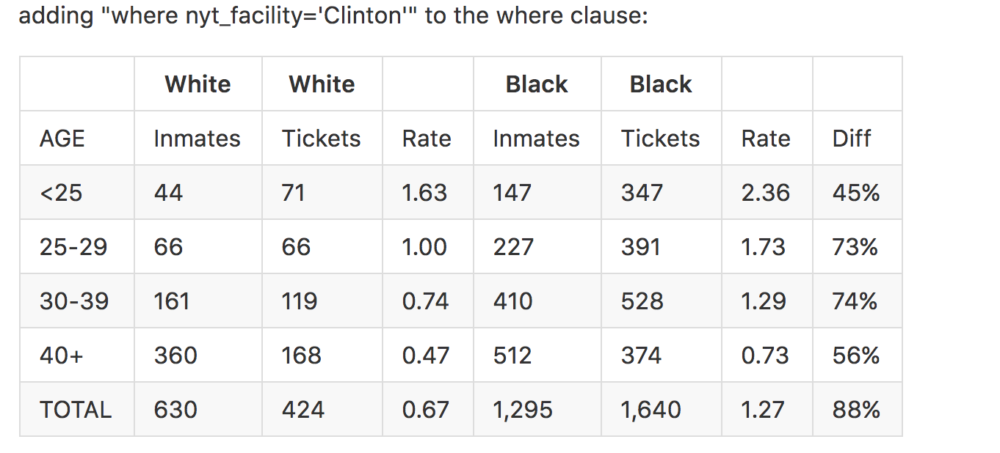 adding "where nyt_facility='Clinton'" to the where clause:
White White Black Black
AGE Inmates Tickets Rate Inmates Tickets Rate Diff
<25 44 71 1.63 147 347 2.36 45%
25-29 66 66 1.00 227 391 1.73 73%
30-39 161 119 0.74 410 528 1.29 74%
40+ 360 168 0.47 512 374 0.73 56%
TOTAL 630 424 0.67 1,295 1,640 1.27 88%